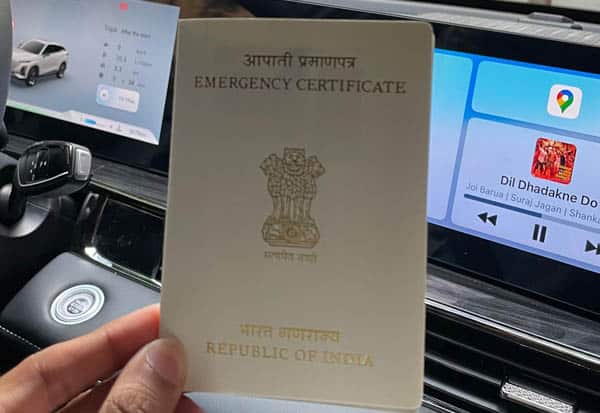 आपाती प्रमाणपत्र
EMERGENCY CERTIFICATE
सत्यमेव जयते
भारत गणराज्य
REPUBLIC OF INDIA
Dil Dhadakne Do
Joi Barua | Suraj Jagan | Shanka